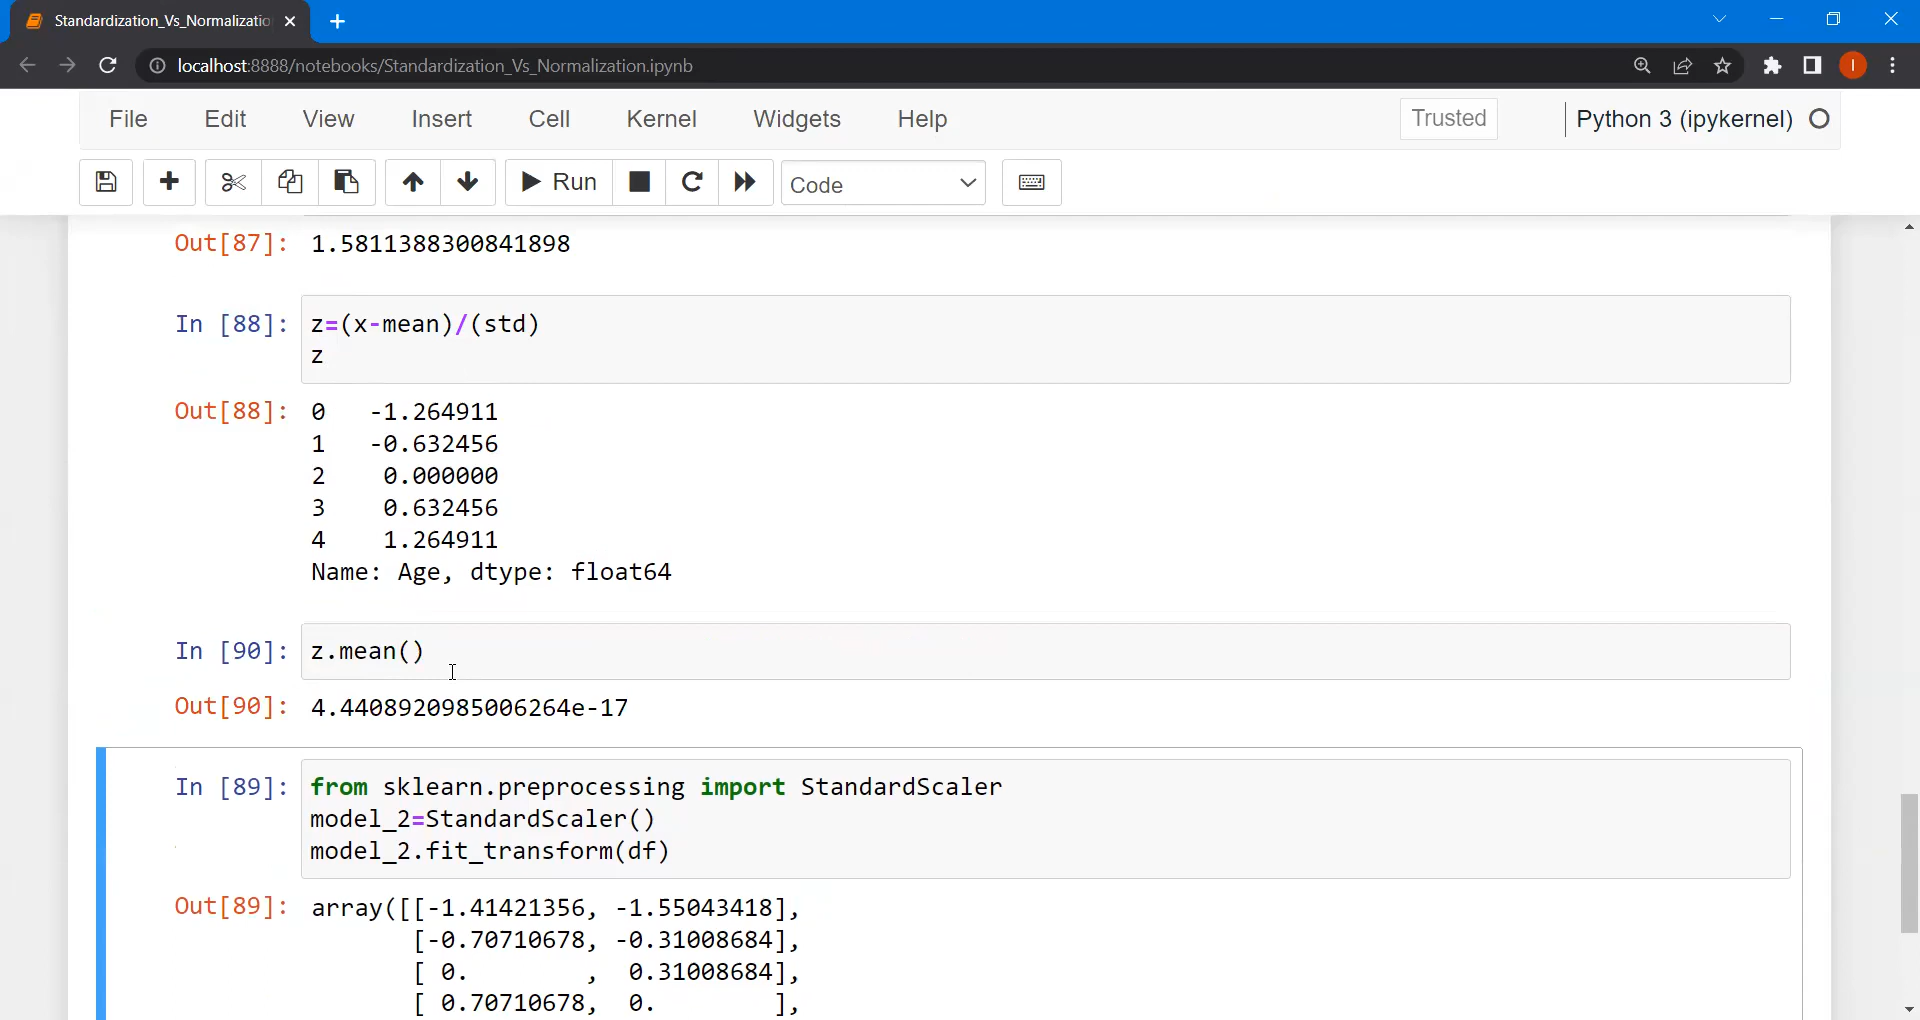 Standardization_Vs_Normalizatio
localhost:8888/notebooks/Standardization_Vs_Normalization.ipynb
I
File Edit View Insert Cell Kernel Widgets Help Trusted Python 3 (ipykernel)
Run Code
Out[87]: 1.5811388300841898
In [88]: z=(x-mean)/(std)
z
Out[88]: 0 -1.264911
1 -0.632456
2 0.000000
3 0.632456
4 1.264911
Name: Age, dtype: float64
In [90]: z.mean()
Out[90]: 4.4408920985006264e-17
In [89]: from sklearn.preprocessing import StandardScaler
model_2=StandardScaler()
model_2.fit_transform(df)
Out[89]: array([[-1.41421356, -1.55043418],
[-0.70710678, -0.31008684],
[ 0. , 0.31008684],
[ 0.70710678, 0. ],